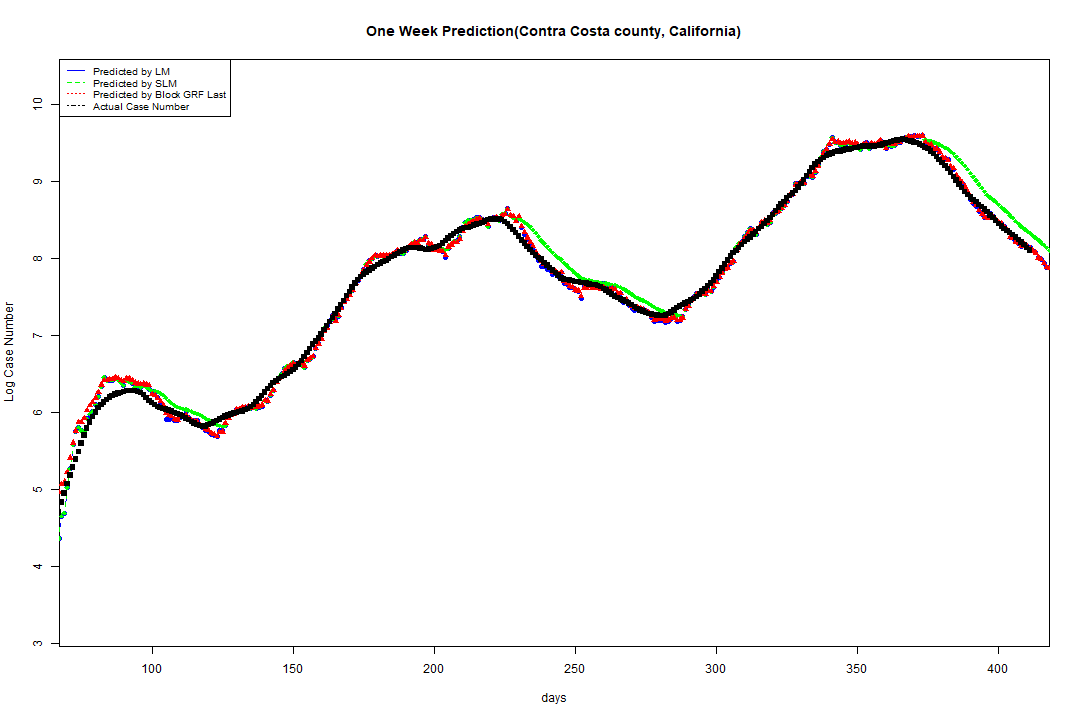 One Week Prediction(Contra Costa county, California)
Predicted by LM
Predicted by SLM
Predicted by Block GRF Last
Actual Case Number
10
9
8
7
6
5
4
3
Log Case Number
100 150 200 250 300 350 400
days